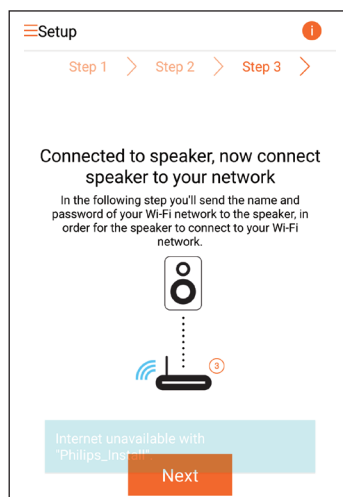 Setup
i
Step 1 Step 2 Step 3
Connected to speaker, now connect
speaker to your network
In the following step you'll send the name and
password of your Wi-Fi network to the speaker, in
order for the speaker to connect to your Wi-Fi
network.
3
Internet unavailable with
"Philips_Install".
Next